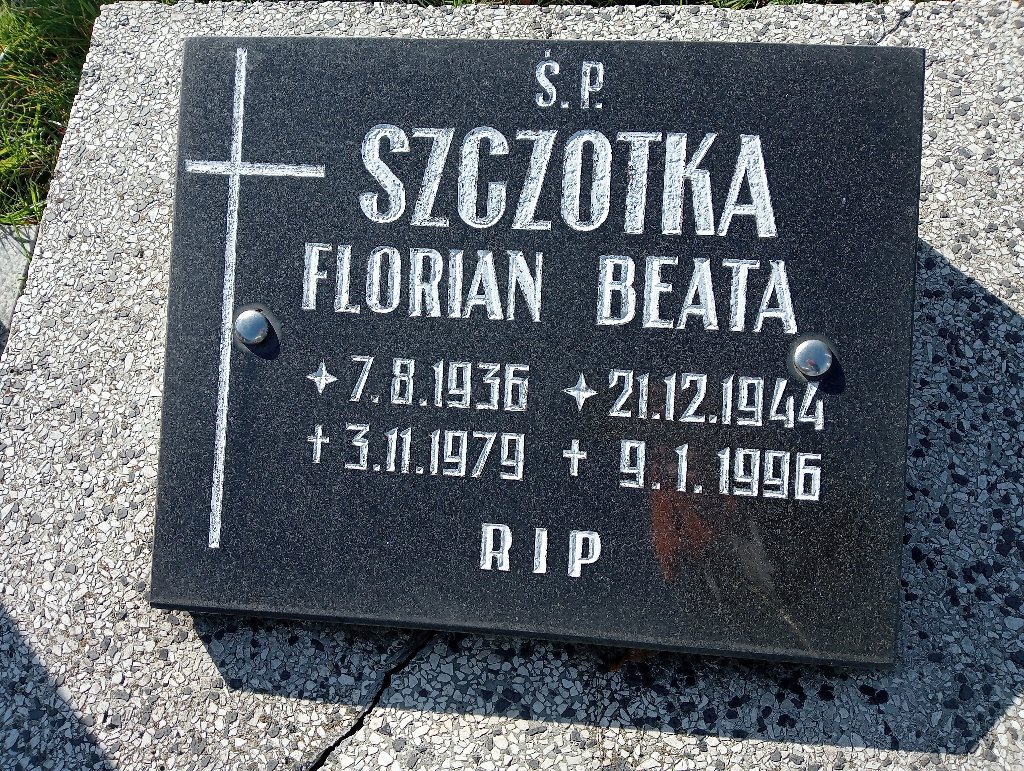 Ś.P.
SZCZOTKA
FLORIAN BEATA
7.8.1936 21.12.1944
3.11.1979 9.1.1996
RIP